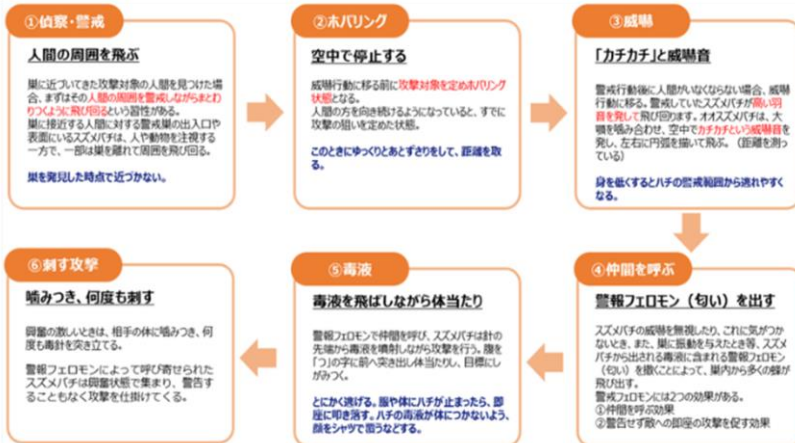 ①偵察・警戒
人間の周囲を飛ぶ
巣に近づいてきた攻撃対象の人間を見つけた場
合、まずはその人間の周囲を警戒しながらまとわ
りつくように飛び回るという習性がある。
巣に接近する人間に対する警戒巣の出入口や
表面にいるスズメバチは、人や動物を注視する
一方で、一部は巣を離れて周囲を飛び回る。
巣を発見した時点で近づかない。
②ホバリング
空中で停止する
威嚇行動に移る前に攻撃対象を定めホバリング
状態となる。
人間の方を向き続けるようになっていると、すでに
攻撃の狙いを定めた状態。
このときにゆっくりとあとずさりをして、距離を取
る。
③威嚇
「カチカチ」と威嚇音
警戒行動後に人間がいなくならない場合、威嚇
行動に移る。警戒していたスズメバチが高い羽
音を発して飛び回ります。オオスズメバチは、大
顎を噛み合わせ、空中でカチカチという威嚇音を
発し、左右に円弧を描いて飛ぶ。（距離を測っ
ている）
身を低くするとハチの警戒範囲から逃れやすく
なる。
④仲間を呼ぶ
警報フェロモン（匂い）を出す
スズメバチの威嚇を無視したり、これに気がつか
ないとき、また、巣に振動を与えたとき等、スズメ
バチから出される毒液に含まれる警報フェロモン
（匂い）を撒くことによって、巣内から多くの蜂が
飛び出す。
警戒フェロモンには2つの効果がある。
①仲間を呼ぶ効果
②警告せず敵への即座の攻撃を促す効果
⑤毒液
毒液を飛ばしながら体当たり
警報フェロモンで仲間を呼び、スズメバチは針の
先端から毒液を噴射しながら攻撃を行う。腹を
「つ」の字に前へ突き出し体当たりし、目標にし
がみつく。
とにかく逃げる。服や体にハチが止まったら、即
座に叩き落す。ハチの毒液が体につかないよう、
顔をシャツで覆うなどする。
⑥刺す攻撃
噛みつき、何度も刺す
興奮の激しいときは、相手の体に噛みつき、何
度も毒針を突き立てる。
警報フェロモンによって呼び寄せられた
スズメバチは興奮状態で集まり、警告す
ることもなく攻撃を仕掛けてくる。